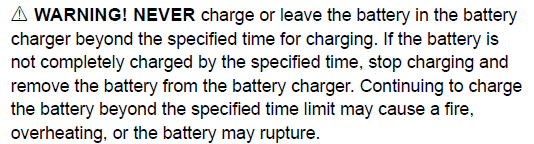 ⚠ WARNING! NEVER charge or leave the battery in the battery
charger beyond the specified time for charging. If the battery is
not completely charged by the specified time, stop charging and
remove the battery from the battery charger. Continuing to charge
the battery beyond the specified time limit may cause a fire,
overheating, or the battery may rupture.